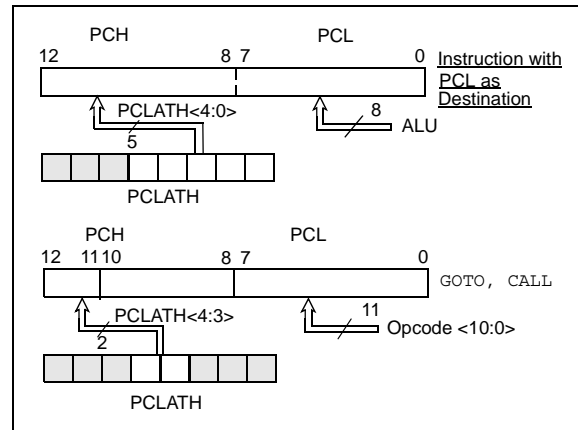 PCH PCL
12 8 7 0
Instruction with
PCL as
Destination
PCLATH<4:0>
8
ALU
5
PCLATH
PCH PCL
12 11 10 8 7 0
GOTO, CALL
PCLATH<4:3>
11
Opcode <10:0>
2
PCLATH